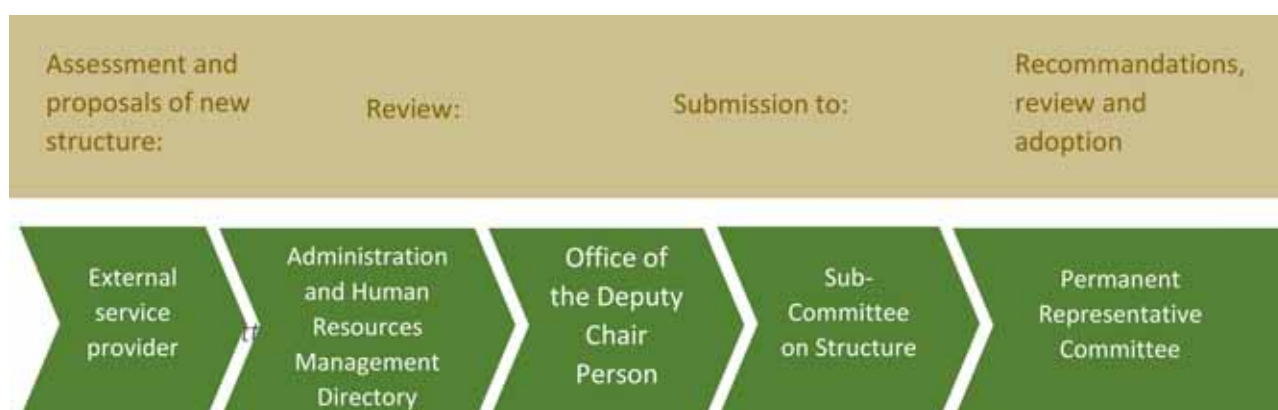 Assessment and
proposals of new
structure:
Review:
Submission to:
Recommandations,
review and
adoption
External
service
provider
tt
Administration
and Human
Resources
Management
Directory
Office of
the Deputy
Chair
Person
Sub-
Committee
on Structure
Permanent
Representative
Committee